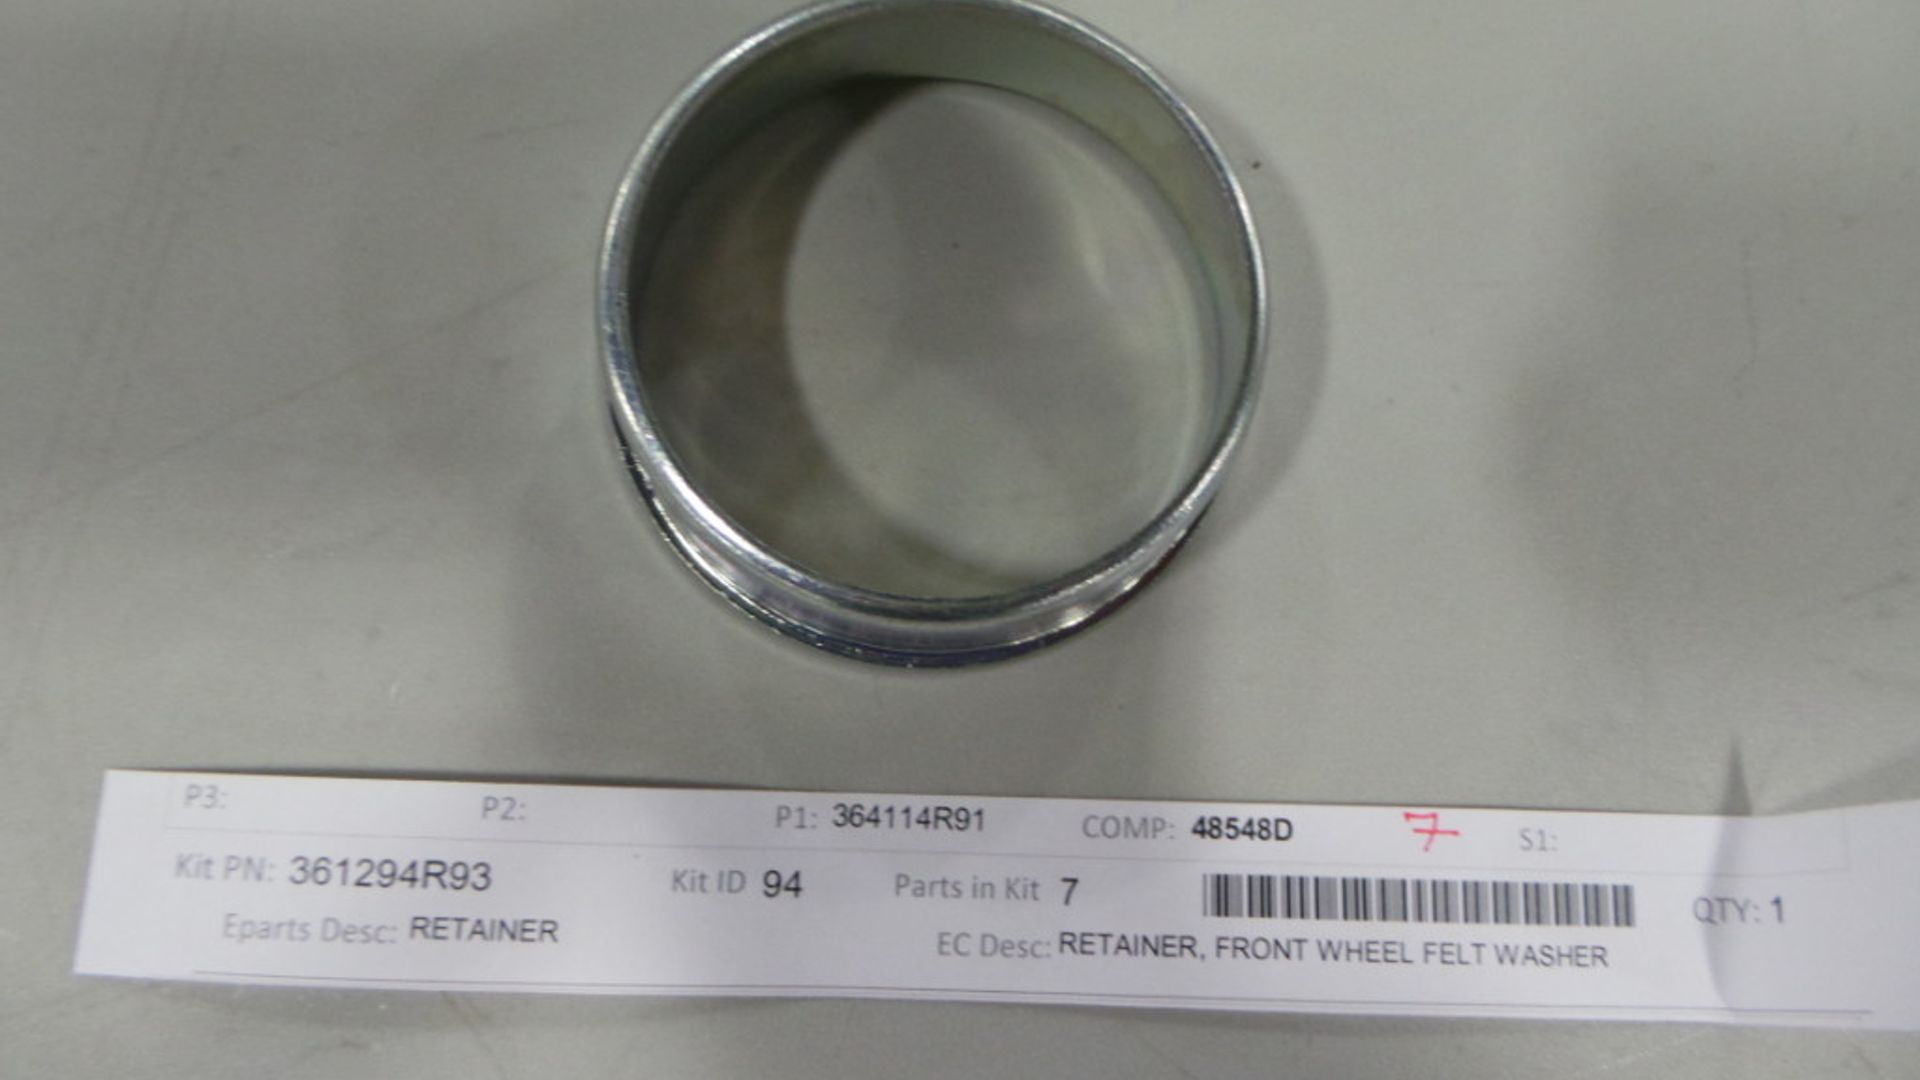 P3: P2: P1: 364114R91 COMP: 48548D 7 S1:
Kit PN: 361294R93 Kit ID 94 Parts in Kit 7 QTY: 1
Eparts Desc: RETAINER EC Desc: RETAINER, FRONT WHEEL FELT WASHER